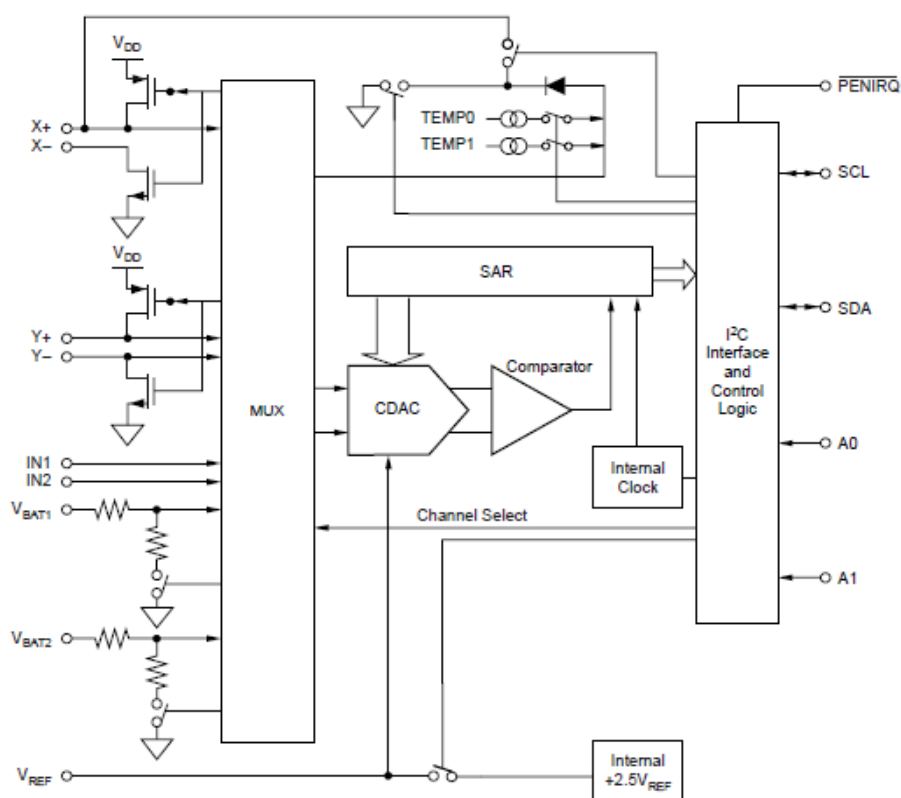 VDD
X+
X–
VDD
Y+
Y–
IN1
IN2
VBAT1
VBAT2
VREF
MUX
TEMP0
TEMP1
SAR
CDAC
Comparator
Internal
Clock
Channel Select
Internal
+2.5VREF
I2C
Interface
and
Control
Logic
PENIRQ
SCL
SDA
A0
A1